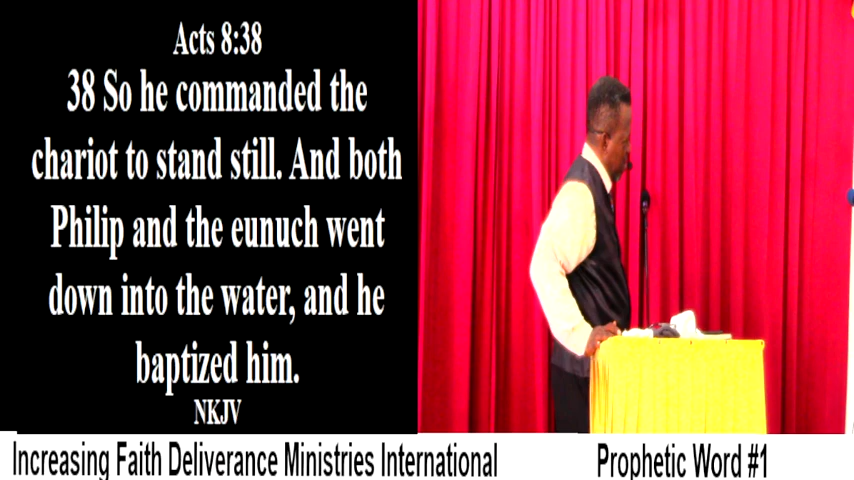 Acts 8:38
38 So he commanded the
chariot to stand still. And both
Philip and the eunuch went
down into the water, and he
baptized him.
NKJV
Increasing Faith Deliverance Ministries International
Prophetic Word #1